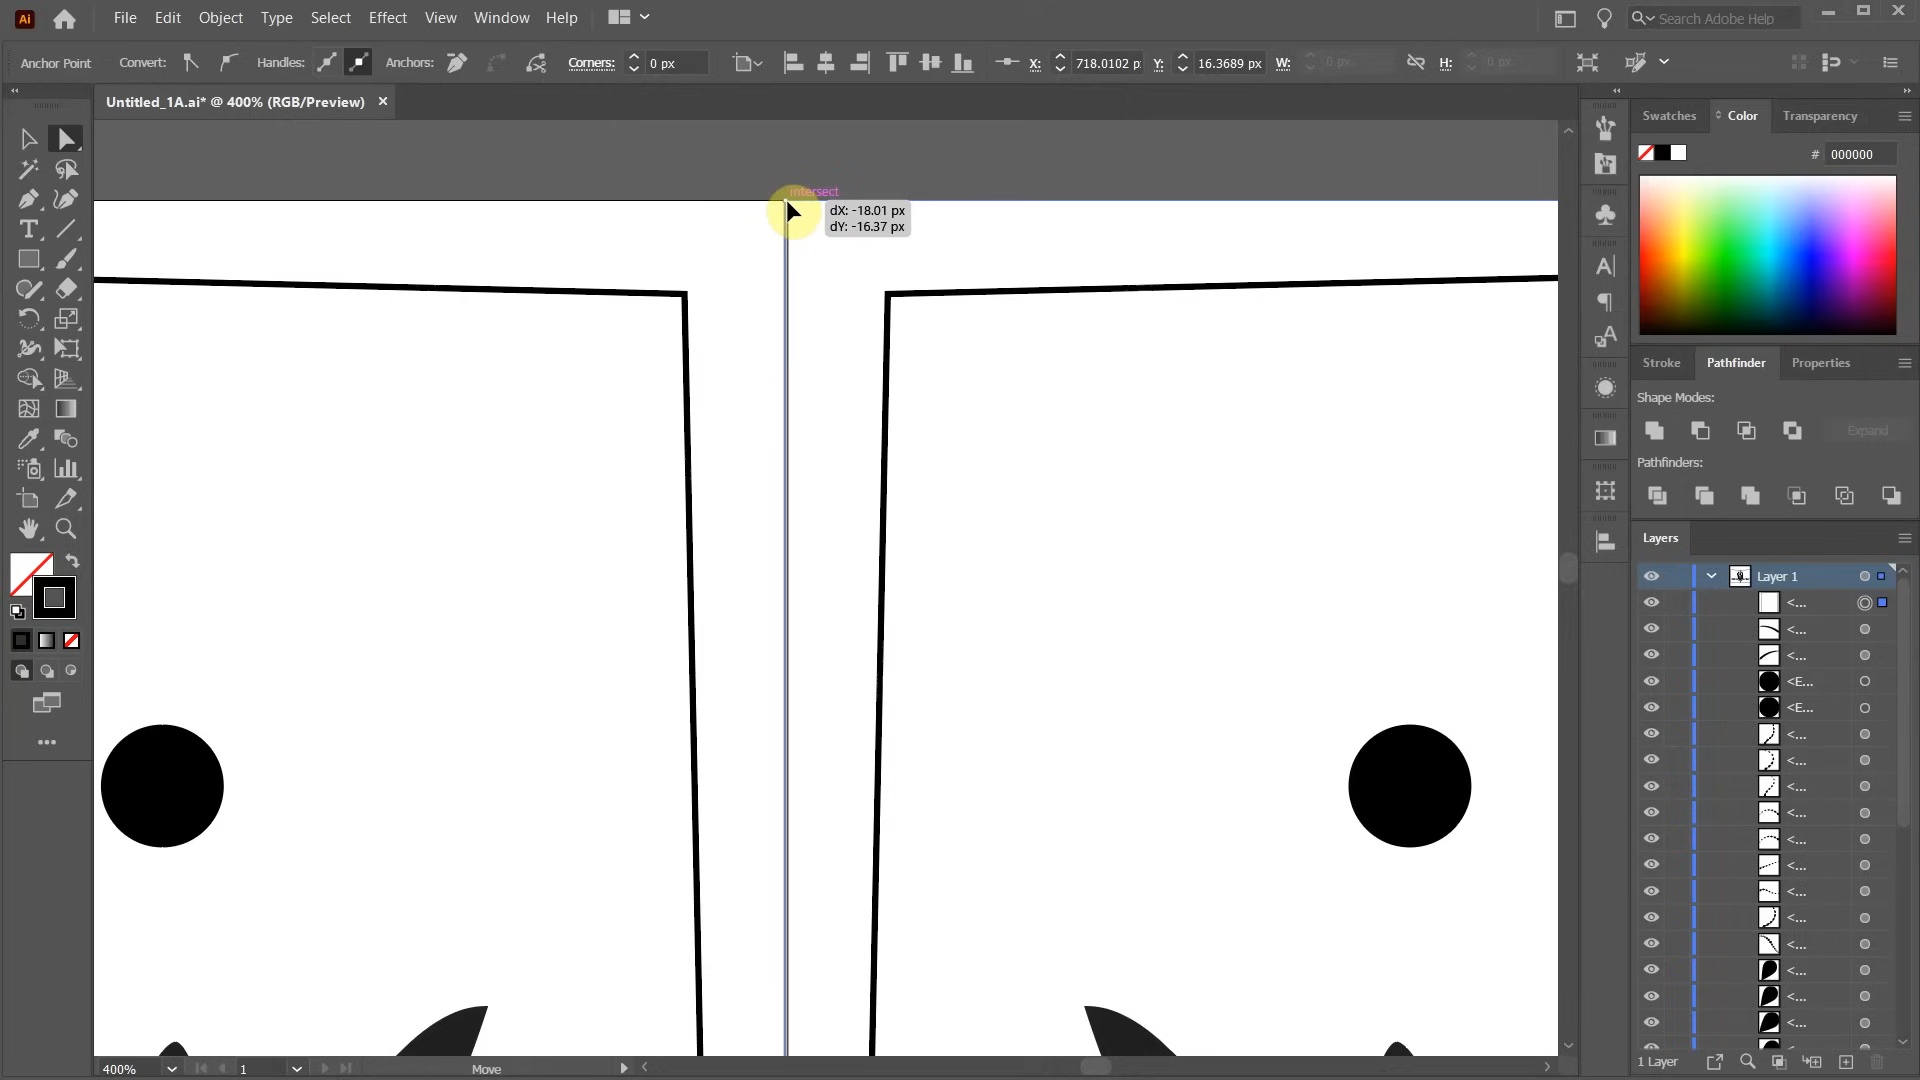 Ai File Edit Object Type Select Effect View Window Help Search Adobe Help
Anchor Point Convert: Handles: Anchors: Corners: 0 px X: 718.0102 p Y: 16.3689 px W: 0 px H: 0 px
Untitled_1A.ai* @ 400% (RGB/Preview)
Swatches Color Transparency
# 000000
intersect
dX: -18.01 px
dY: -16.37 px
Stroke Pathfinder Properties
Shape Modes:
Expand
Pathfinders:
Layers
Layer 1
<...
<...
<...
<E...
<E...
<...
<...
<...
<...
<...
<...
<...
<...
<...
<...
<...
<...
1 Layer
400% 1 Move